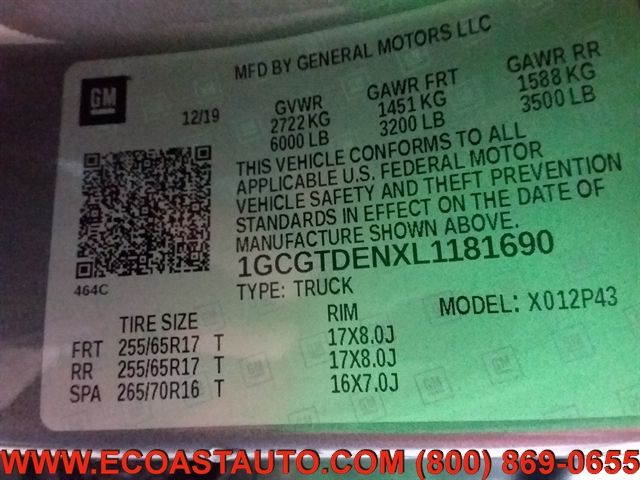 MFD BY GENERAL MOTORS LLC
GM
12/19
GVWR GAWR FRT GAWR RR
2722 KG 1451 KG 1588 KG
6000 LB 3200 LB 3500 LB
THIS VEHICLE CONFORMS TO ALL
APPLICABLE U.S. FEDERAL MOTOR
VEHICLE SAFETY AND THEFT PREVENTION
STANDARDS IN EFFECT ON THE DATE OF
MANUFACTURE SHOWN ABOVE.
1GCGTDENXL1181690
464C
TYPE: TRUCK MODEL: X012P43
TIRE SIZE RIM
FRT 255/65R17 T 17X8.0J
RR 255/65R17 T 17X8.0J
SPA 265/70R16 T 16X7.0J
WWW.ECOASTAUTO.COM (800) 869-0655